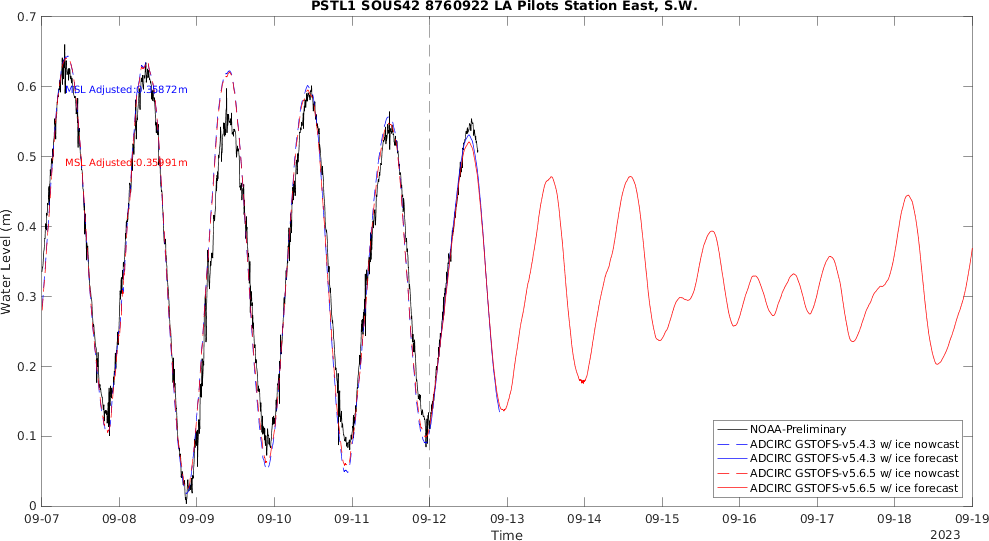 PSTL1 SOUS42 8760922 LA Pilots Station East, S.W.
0.7
0.6
0.5
0.4
0.3
0.2
0.1
0
Water Level (m)
MSL Adjusted:0.35872m
MSL Adjusted:0.35991m
NOAA-Preliminary
ADCIRC GSTOFS-v5.4.3 w/ ice nowcast
ADCIRC GSTOFS-v5.4.3 w/ ice forecast
ADCIRC GSTOFS-v5.6.5 w/ ice nowcast
ADCIRC GSTOFS-v5.6.5 w/ ice forecast
09-07 09-08 09-09 09-10 09-11 09-12 09-13 09-14 09-15 09-16 09-17 09-18 09-19
Time
2023